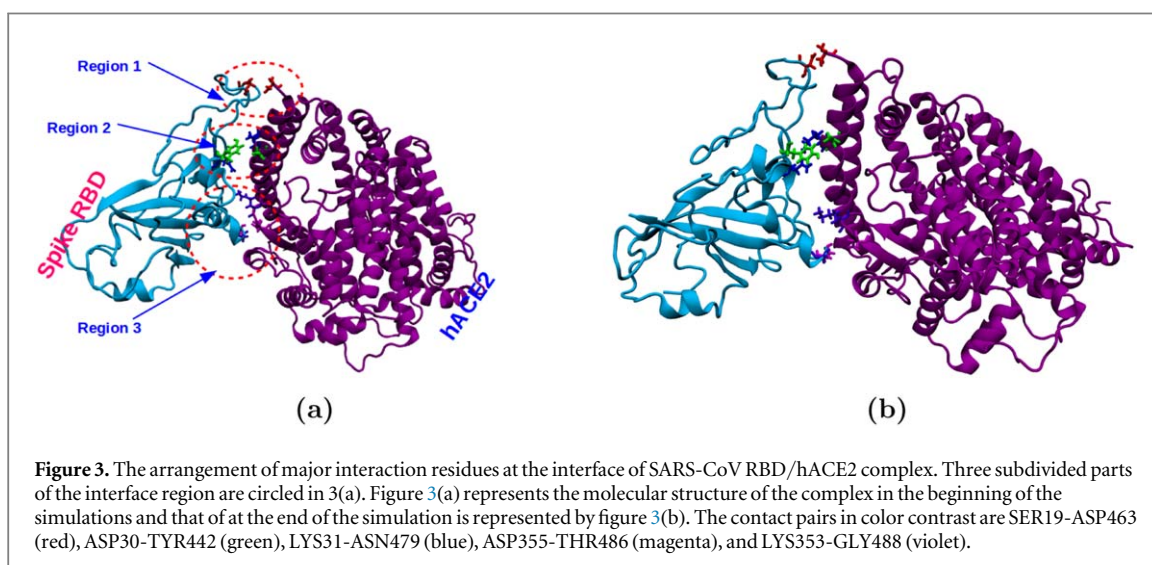 Region 1
Region 2
Spike RBD
Region 3
hACE2
(a)
(b)
Figure 3. The arrangement of major interaction residues at the interface of SARS-CoV RBD/hACE2 complex. Three subdivided parts
of the interface region are circled in 3(a). Figure 3(a) represents the molecular structure of the complex in the beginning of the
simulations and that of at the end of the simulation is represented by figure 3(b). The contact pairs in color contrast are SER19-ASP463
(red), ASP30-TYR442 (green), LYS31-ASN479 (blue), ASP355-THR486 (magenta), and LYS353-GLY488 (violet).